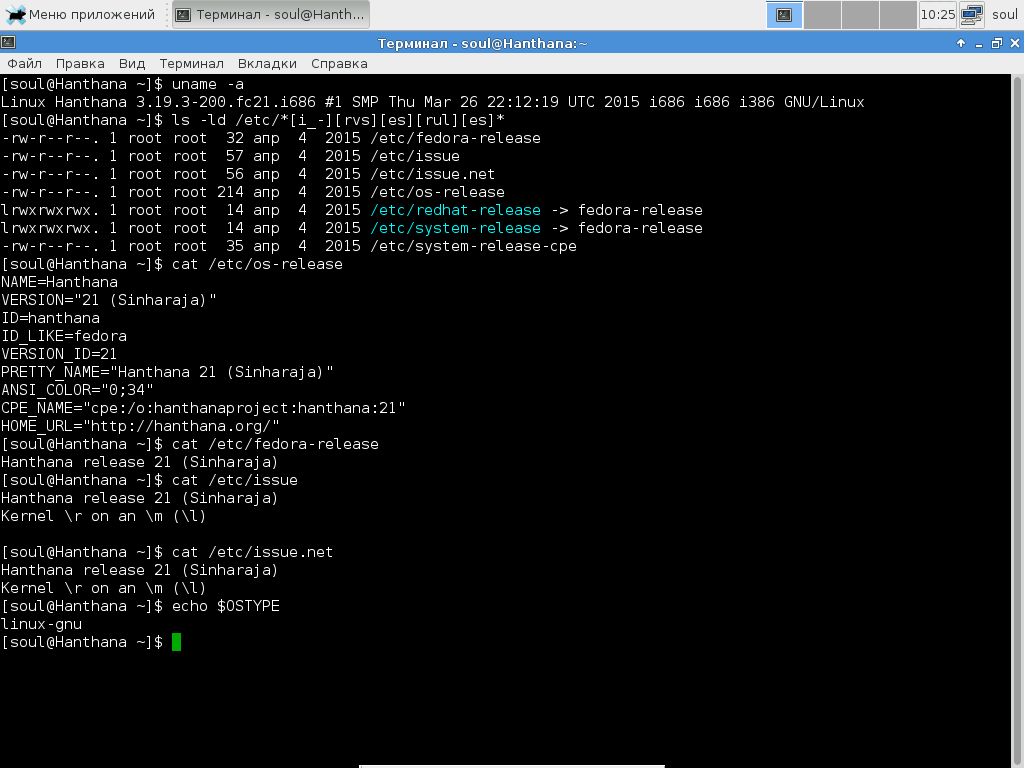 Меню приложений Терминал - soul@Hanth... 10:25 soul
Терминал - soul@Hanthana:~
Файл Правка Вид Терминал Вкладки Справка
[soul@Hanthana ~]$ uname -a
Linux Hanthana 3.19.3-200.fc21.i686 #1 SMP Thu Mar 26 22:12:19 UTC 2015 i686 i686 i386 GNU/Linux
[soul@Hanthana ~]$ ls -ld /etc/*[i_-][rvs][es][rul][es]*
-rw-r--r--. 1 root root  32 апр  4  2015 /etc/fedora-release
-rw-r--r--. 1 root root  57 апр  4  2015 /etc/issue
-rw-r--r--. 1 root root  56 апр  4  2015 /etc/issue.net
-rw-r--r--. 1 root root 214 апр  4  2015 /etc/os-release
lrwxrwxrwx. 1 root root  14 апр  4  2015 /etc/redhat-release -> fedora-release
lrwxrwxrwx. 1 root root  14 апр  4  2015 /etc/system-release -> fedora-release
-rw-r--r--. 1 root root  35 апр  4  2015 /etc/system-release-cpe
[soul@Hanthana ~]$ cat /etc/os-release
NAME=Hanthana
VERSION="21 (Sinharaja)"
ID=hanthana
ID_LIKE=fedora
VERSION_ID=21
PRETTY_NAME="Hanthana 21 (Sinharaja)"
ANSI_COLOR="0;34"
CPE_NAME="cpe:/o:hanthanaproject:hanthana:21"
HOME_URL="http://hanthana.org/"
[soul@Hanthana ~]$ cat /etc/fedora-release
Hanthana release 21 (Sinharaja)
[soul@Hanthana ~]$ cat /etc/issue
Hanthana release 21 (Sinharaja)
Kernel \r on an \m (\l)
[soul@Hanthana ~]$ cat /etc/issue.net
Hanthana release 21 (Sinharaja)
Kernel \r on an \m (\l)
[soul@Hanthana ~]$ echo $OSTYPE
linux-gnu
[soul@Hanthana ~]$